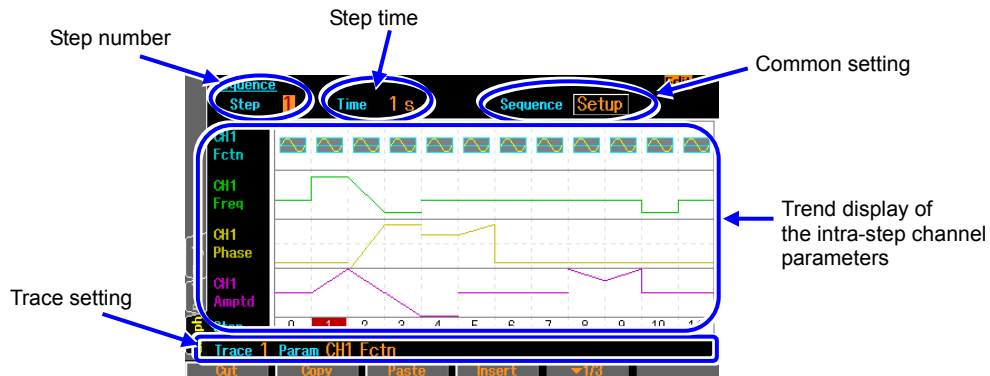 Step time
Step number
Common setting
Sequence
Step 1 Time 1 s Sequence Setup
CH1
Fctn
CH1
Freq
Trend display of
the intra-step channel
parameters
CH1
Phase
CH1
Amptd
Trace setting
Step 0 1 2 3 4 5 6 7 8 9 10 11
Trace 1 Param CH1 Fctn
Cut Copy Paste Insert 1/3